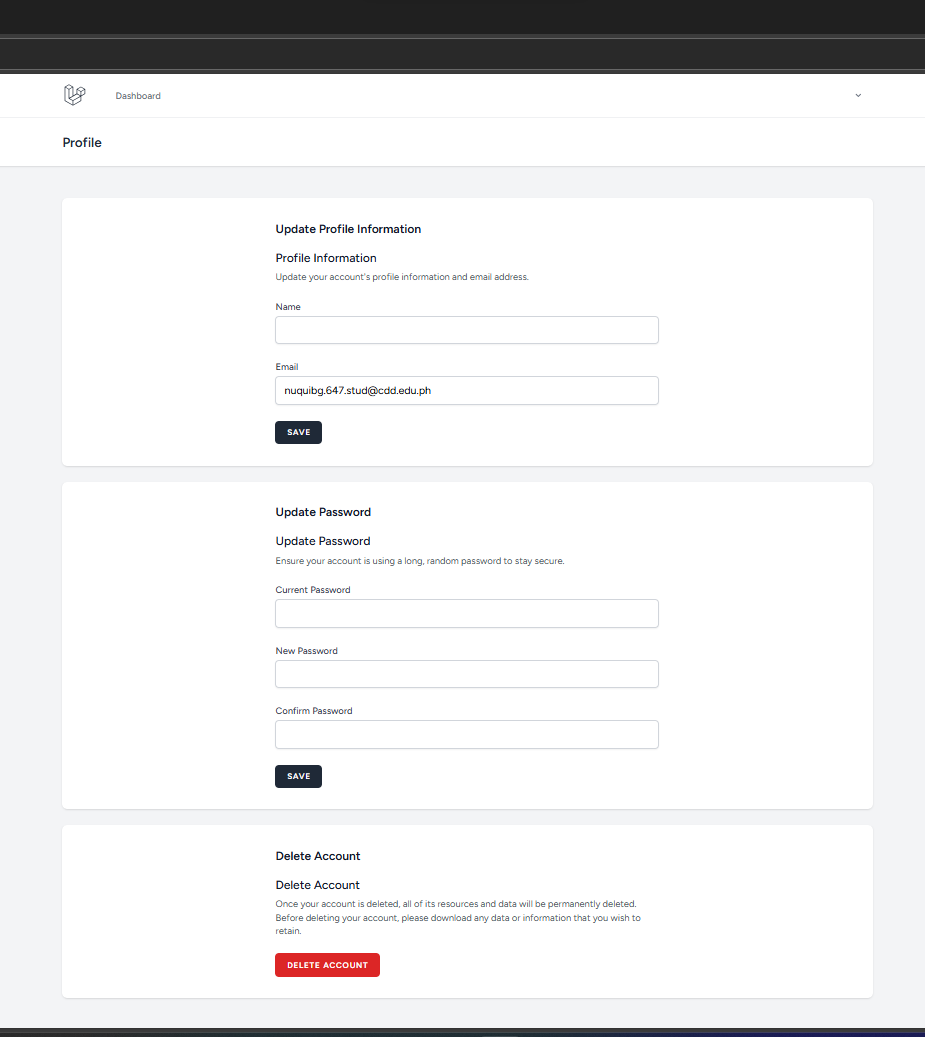 Dashboard
Profile
Update Profile Information
Profile Information
Update your account's profile information and email address.
Name
Email
nuquibg.647.stud@cdd.edu.ph
SAVE
Update Password
Update Password
Ensure your account is using a long, random password to stay secure.
Current Password
New Password
Confirm Password
SAVE
Delete Account
Delete Account
Once your account is deleted, all of its resources and data will be permanently deleted.
Before deleting your account, please download any data or information that you wish to
retain.
DELETE ACCOUNT